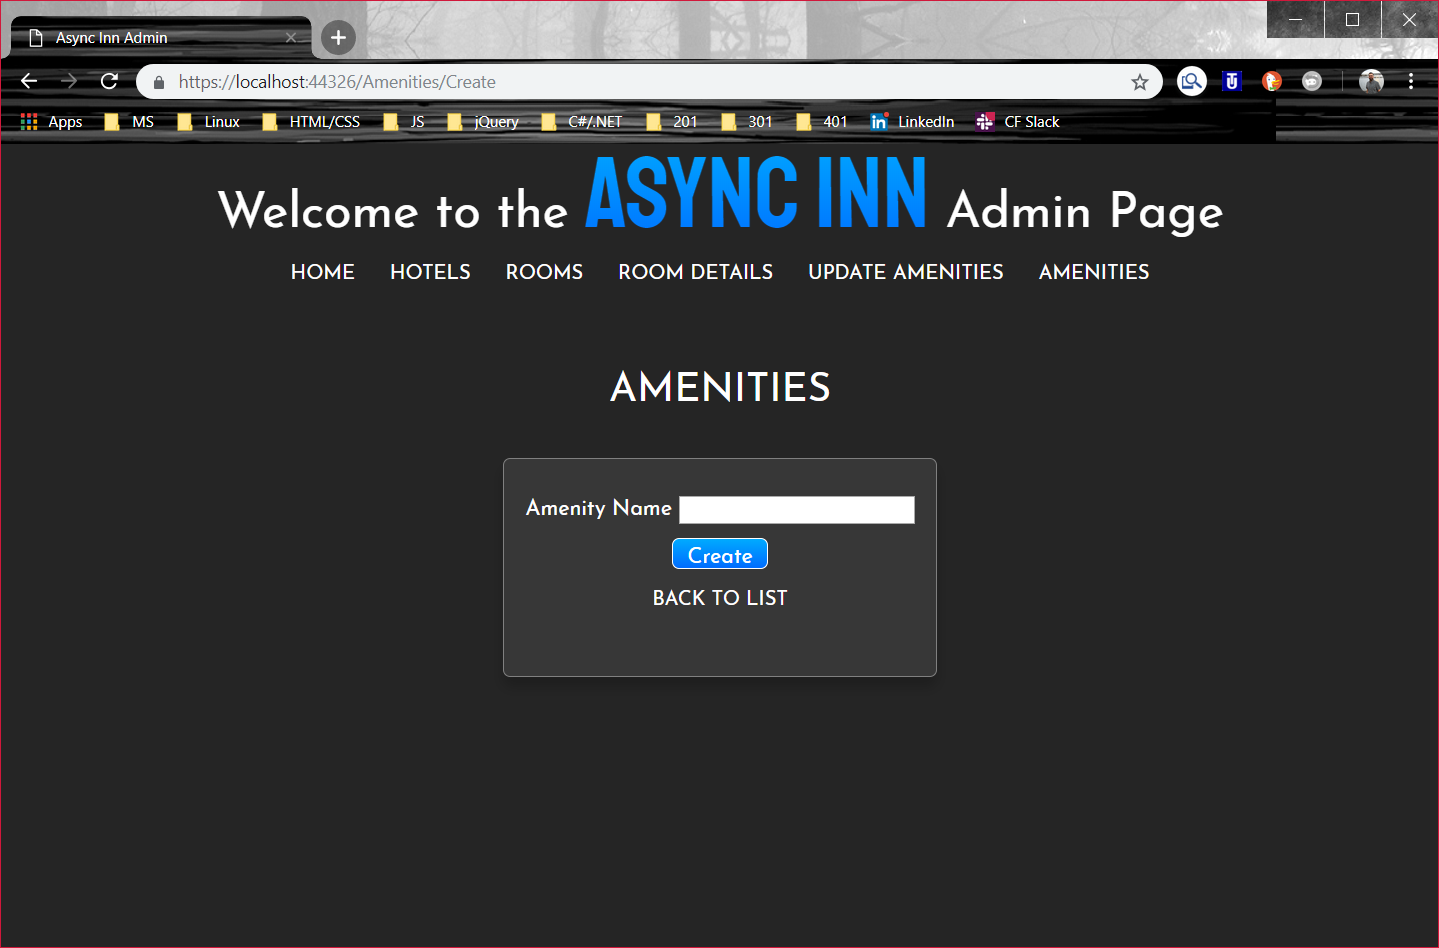 Async Inn Admin
https://localhost:44326/Amenities/Create
Apps MS Linux HTML/CSS JS jQuery C#/.NET 201 301 401 LinkedIn CF Slack
Welcome to the ASYNC INN Admin Page
HOME HOTELS ROOMS ROOM DETAILS UPDATE AMENITIES AMENITIES
AMENITIES
Amenity Name
Create
BACK TO LIST